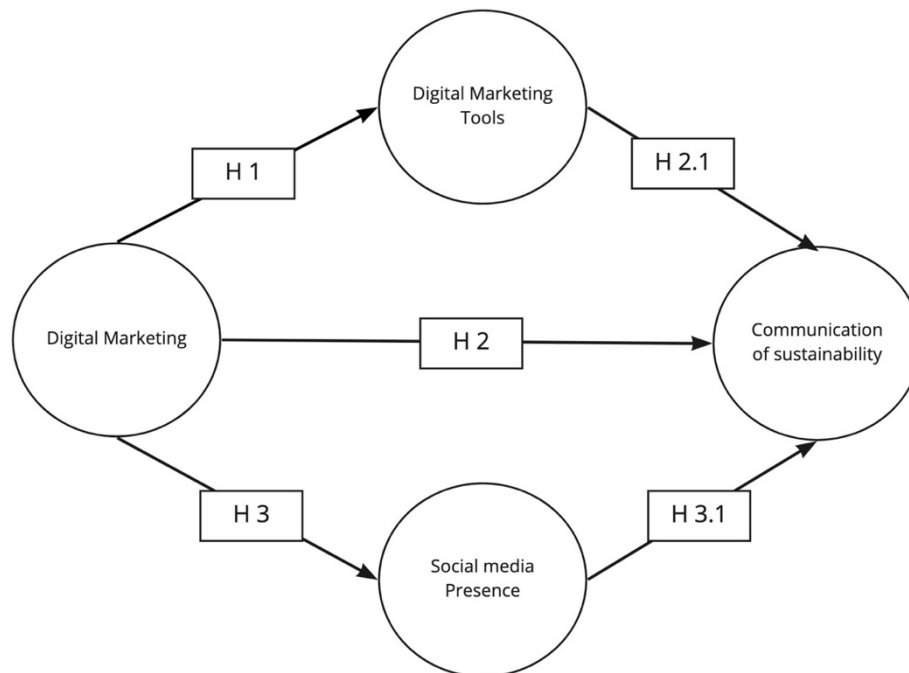 Digital Marketing
Tools
H 1
H 2.1
Digital Marketing
H 2
Communication
of sustainability
H 3
H 3.1
Social media
Presence